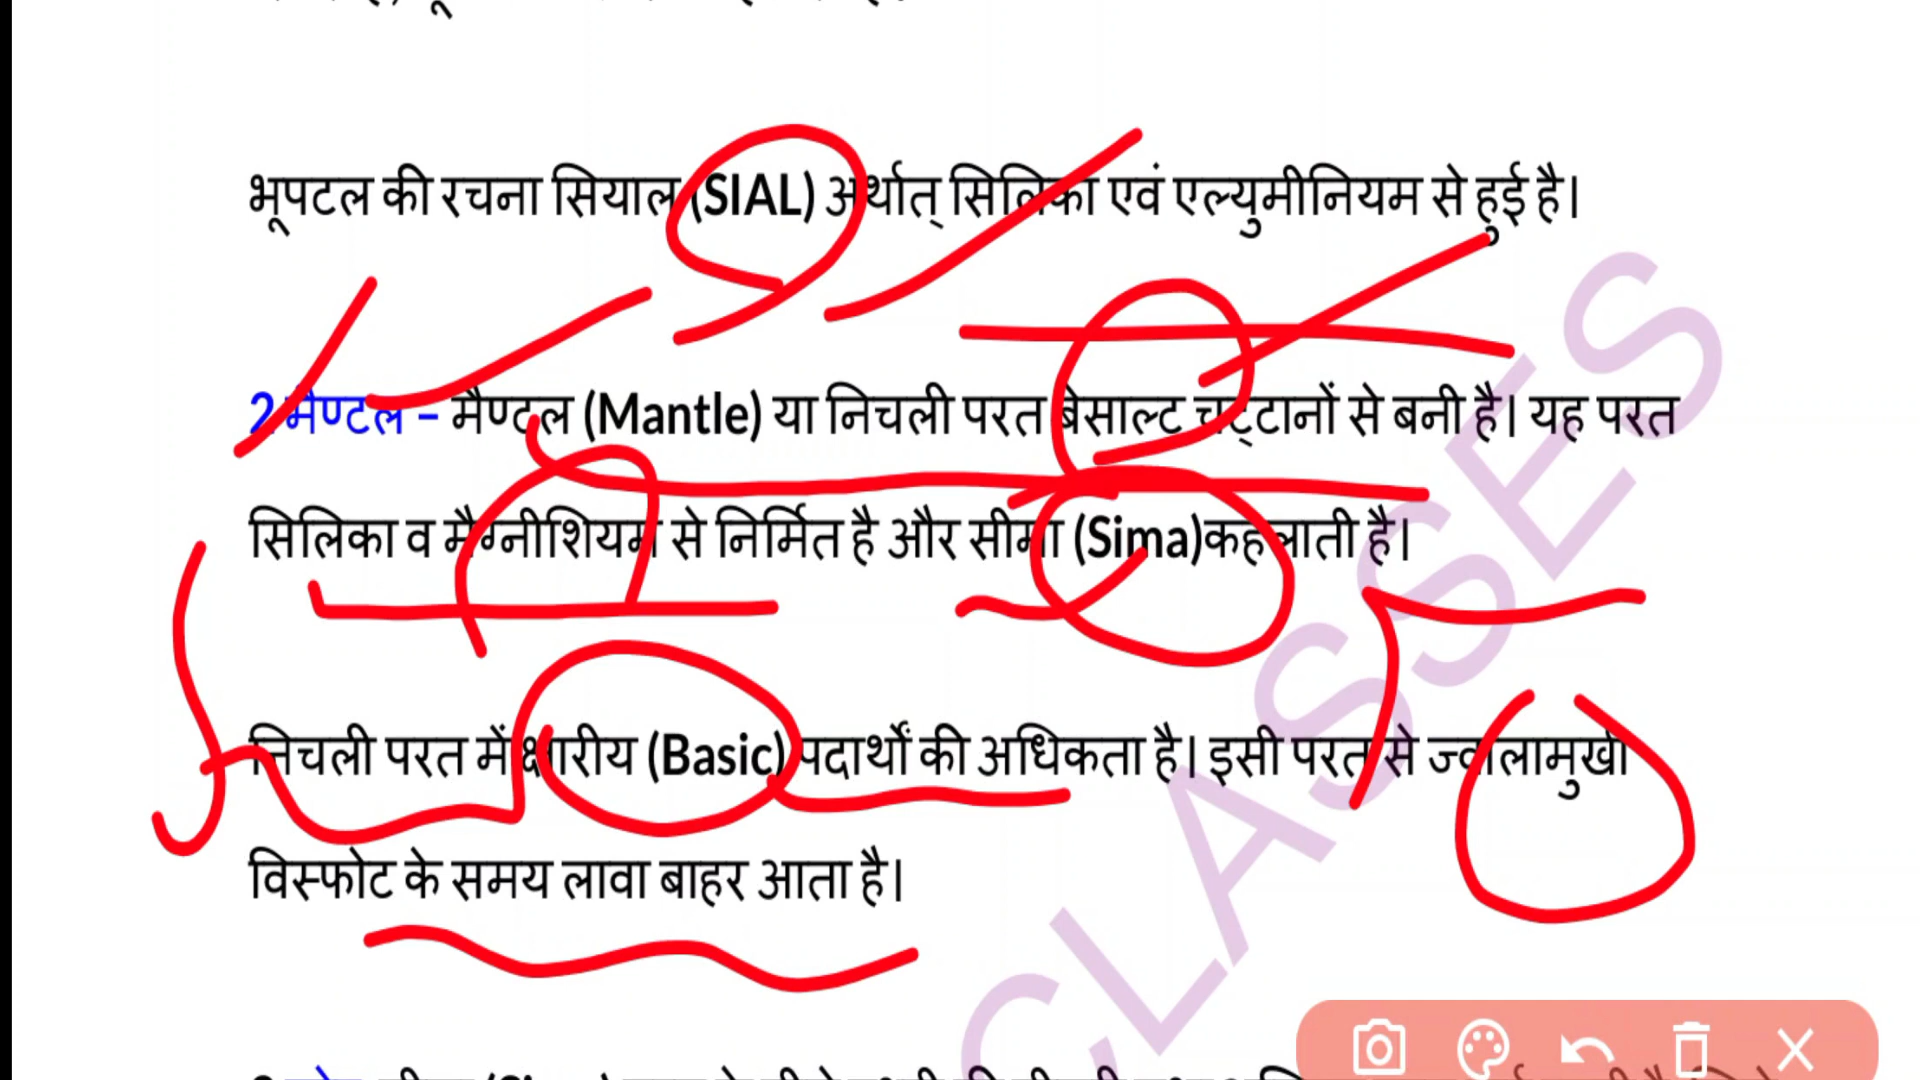 भूपटल की रचना सियाल (SIAL) अर्थात् सिलिका एवं एल्युमीनियम से हुई है।
2 मैण्टल – मैण्टल (Mantle) या निचली परत बेसाल्ट चट्टानों से बनी है। यह परत
सिलिका व मैग्नीशियम से निर्मित है और सीमा (Sima)कहलाती है।
निचली परत में क्षारीय (Basic) पदार्थों की अधिकता है। इसी परत से ज्वालामुखी
विस्फोट के समय लावा बाहर आता है।
CLASSES